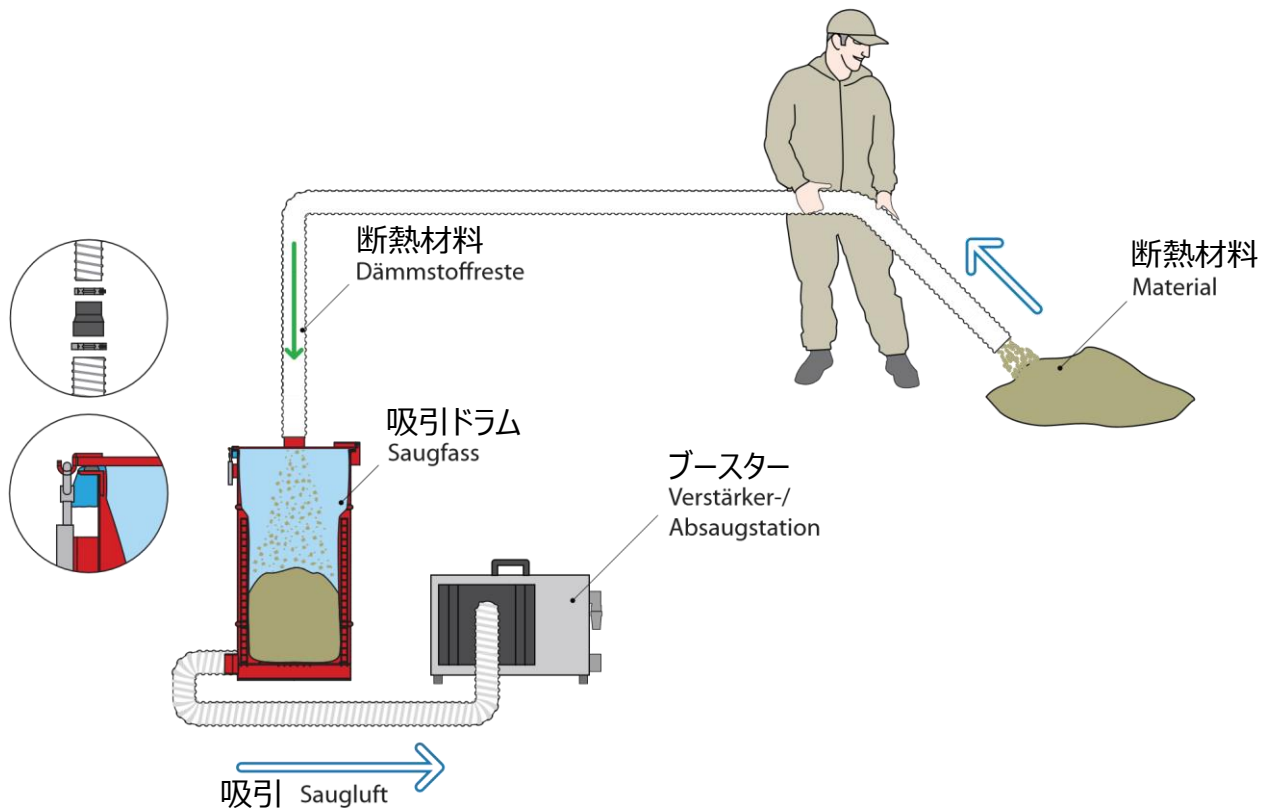 断熱材料
Dämmstoffreste
断熱材料
Material
吸引ドラム
Saugfass
ブースター
Verstärker-/
Absaugstation
吸引 Saugluft